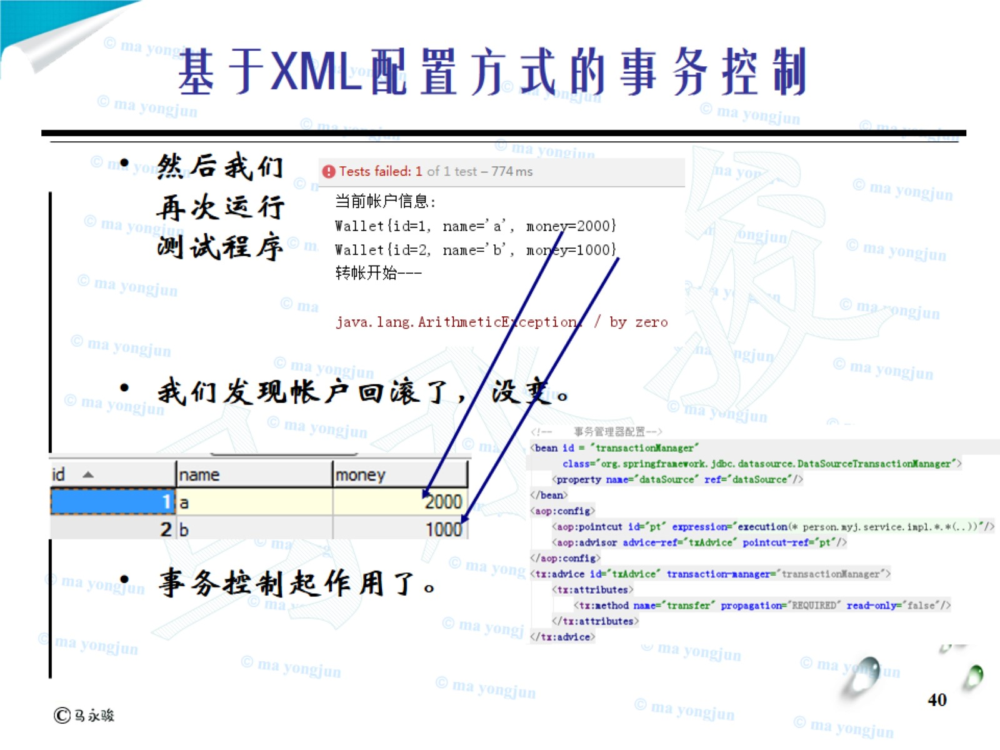 基于XML配置方式的事务控制
• 然后我们
再次运行
测试程序
Tests failed: 1 of 1 test – 774 ms
当前帐户信息:
Wallet{id=1, name='a', money=2000}
Wallet{id=2, name='b', money=1000}
转帐开始---
java.lang.ArithmeticException: / by zero
• 我们发现帐户回滚了，没变。
id name money
1 a 2000
2 b 1000
<!-- 事务管理器配置-->
<bean id = "transactionManager"
class="org.springframework.jdbc.datasource.DataSourceTransactionManager">
<property name="dataSource" ref="dataSource"/>
</bean>
<aop:config>
<aop:pointcut id="pt" expression="execution(* person.myj.service.impl.*.*(..))"/>
<aop:advisor advice-ref="txAdvice" pointcut-ref="pt"/>
</aop:config>
<tx:advice id="txAdvice" transaction-manager="transactionManager">
<tx:attributes>
<tx:method name="transfer" propagation="REQUIRED" read-only="false"/>
</tx:attributes>
</tx:advice>
• 事务控制起作用了。
©马永骏
40
© ma yongjun
马永骏